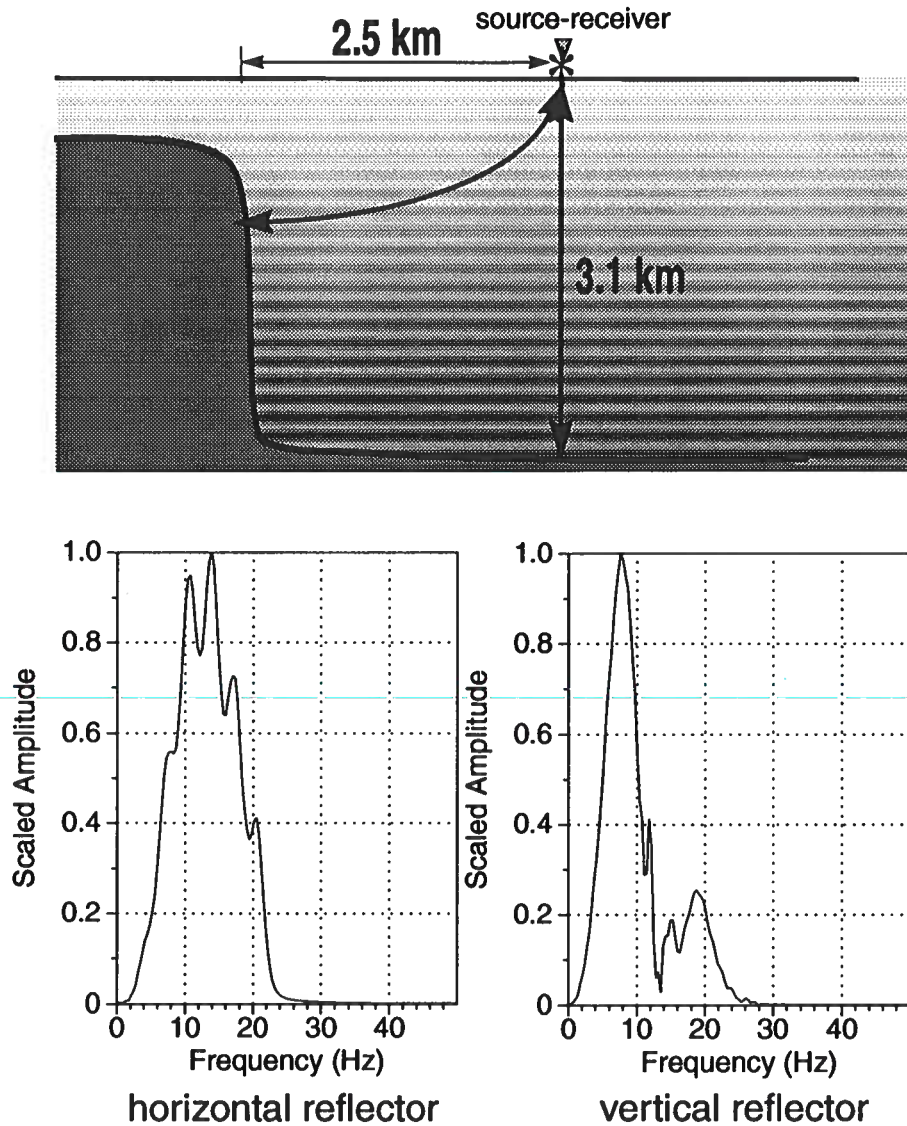 source-receiver
2.5 km
3.1 km
1.0
0.8
0.6
0.4
0.2
0
Scaled Amplitude
0 10 20 30 40
Frequency (Hz)
horizontal reflector
1.0
0.8
0.6
0.4
0.2
0
Scaled Amplitude
0 10 20 30 40
Frequency (Hz)
vertical reflector